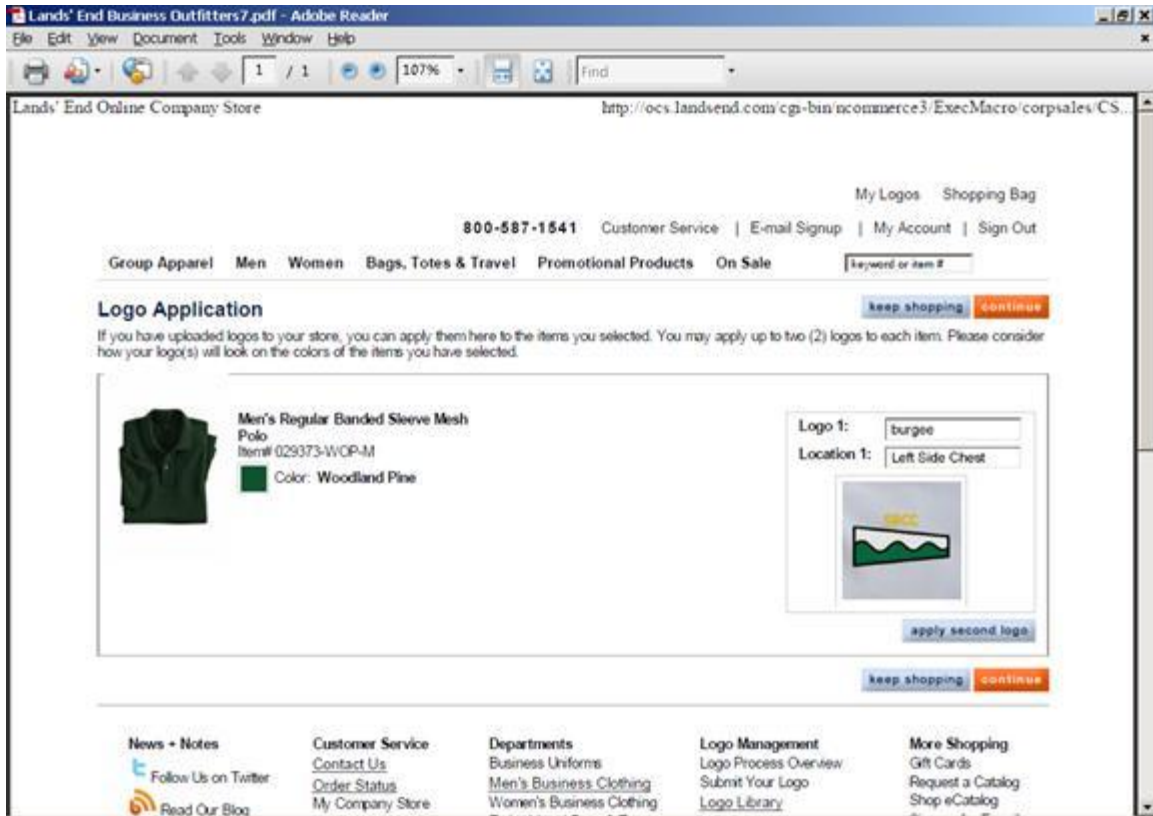 Lands' End Business Outfitters7.pdf - Adobe Reader
File Edit View Document Tools Window Help
1 / 1 107% Find
Lands' End Online Company Store http://ocs.landsend.com/cgi-bin/ncommerce3/ExecMacro/corpsales/CS...
My Logos Shopping Bag
800-587-1541 Customer Service | E-mail Signup | My Account | Sign Out
Group Apparel Men Women Bags, Totes & Travel Promotional Products On Sale keyword or item #
Logo Application keep shopping continue
If you have uploaded logos to your store, you can apply them here to the items you selected. You may apply up to two (2) logos to each item. Please consider
how your logo(s) will look on the colors of the items you have selected.
Men's Regular Banded Sleeve Mesh
Polo
Item# 029373-WOP-M
Color: Woodland Pine
Logo 1: burgee
Location 1: Left Side Chest
apply second logo
keep shopping continue
News + Notes Customer Service Departments Logo Management More Shopping
Follow Us on Twitter Contact Us Business Uniforms Logo Process Overview Gift Cards
Order Status Men's Business Clothing Submit Your Logo Request a Catalog
Read Our Blog My Company Store Women's Business Clothing Logo Library Shop eCatalog